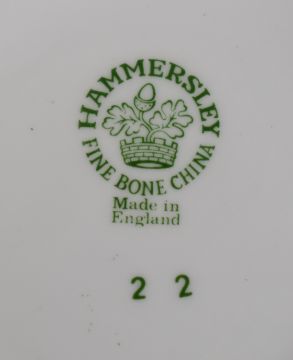 HAMMERSLEY
FINE BONE CHINA
Made in
England
2 2